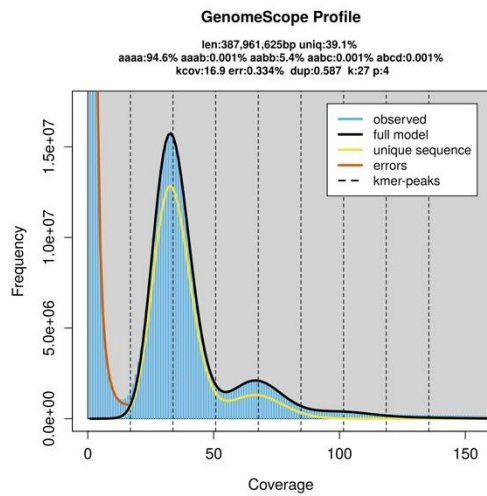 GenomeScope Profile
len:387,961,625bp uniq:39.1%
aaaa:94.6% aaab:0.001% aabb:5.4% aabc:0.001% abcd:0.001%
kcov:16.9 err:0.334% dup:0.587 k:27 p:4
observed
full model
unique sequence
errors
kmer-peaks
Frequency
1.5e+07
1.0e+07
5.0e+06
0.0e+00
0 50 100 150
Coverage